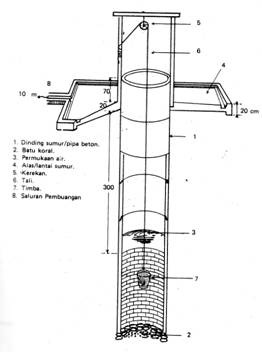 5
6
8
4
10 m
70
20
20 cm
1
1. Dinding sumur/pipa beton.
2. Batu koral.
3. Permukaan air.
4. Alas/lantai sumur.
5. Kerekan.
6. Tali.
7. Timba.
8. Saluran Pembuangan
300
3
7
2